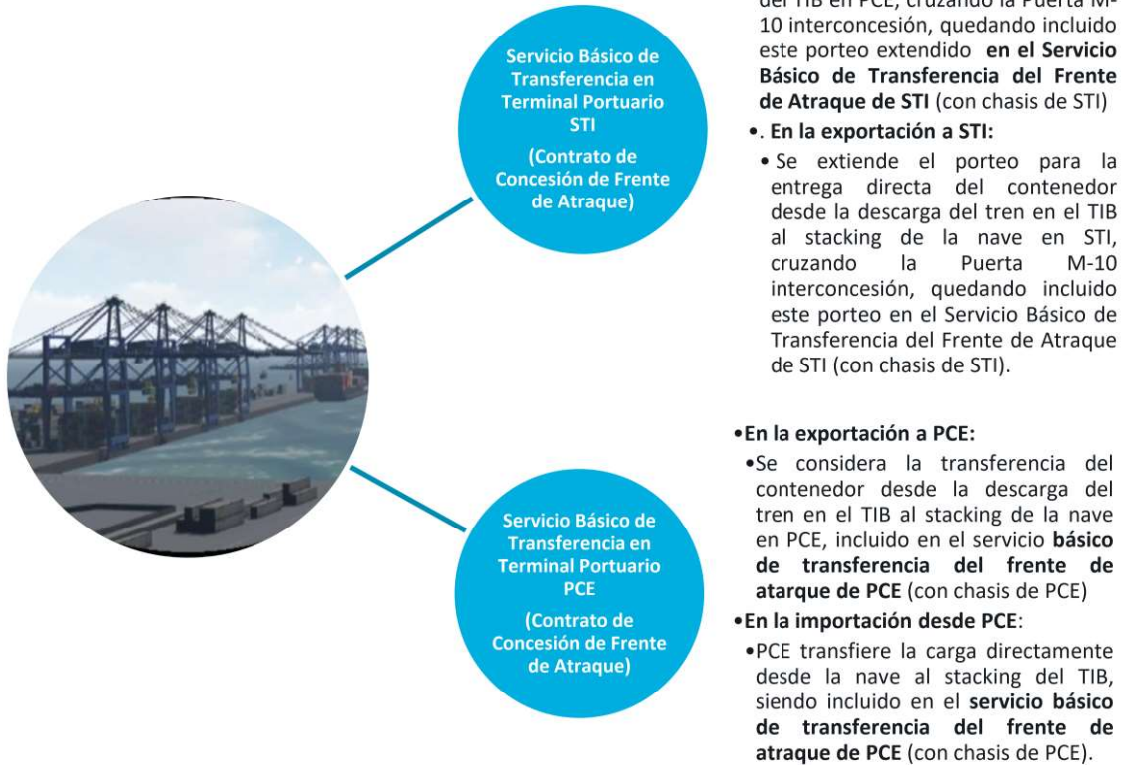 Servicio Básico de
Transferencia en
Terminal Portuario
STI
(Contrato de
Concesión de Frente
de Atraque)
del TIB en PCE, cruzando la Puerta M-
10 interconcesión, quedando incluido
este porteo extendido en el Servicio
Básico de Transferencia del Frente
de Atraque de STI (con chasis de STI)
•. En la exportación a STI:
• Se extiende el porteo para la
entrega directa del contenedor
desde la descarga del tren en el TIB
al stacking de la nave en STI,
cruzando la Puerta M-10
interconcesión, quedando incluido
este porteo en el Servicio Básico de
Transferencia del Frente de Atraque
de STI (con chasis de STI).
Servicio Básico de
Transferencia en
Terminal Portuario
PCE
(Contrato de
Concesión de Frente
de Atraque)
•En la exportación a PCE:
•Se considera la transferencia del
contenedor desde la descarga del
tren en el TIB al stacking de la nave
en PCE, incluido en el servicio básico
de transferencia del frente de
atarque de PCE (con chasis de PCE)
•En la importación desde PCE:
•PCE transfiere la carga directamente
desde la nave al stacking del TIB,
siendo incluido en el servicio básico
de transferencia del frente de
atraque de PCE (con chasis de PCE).